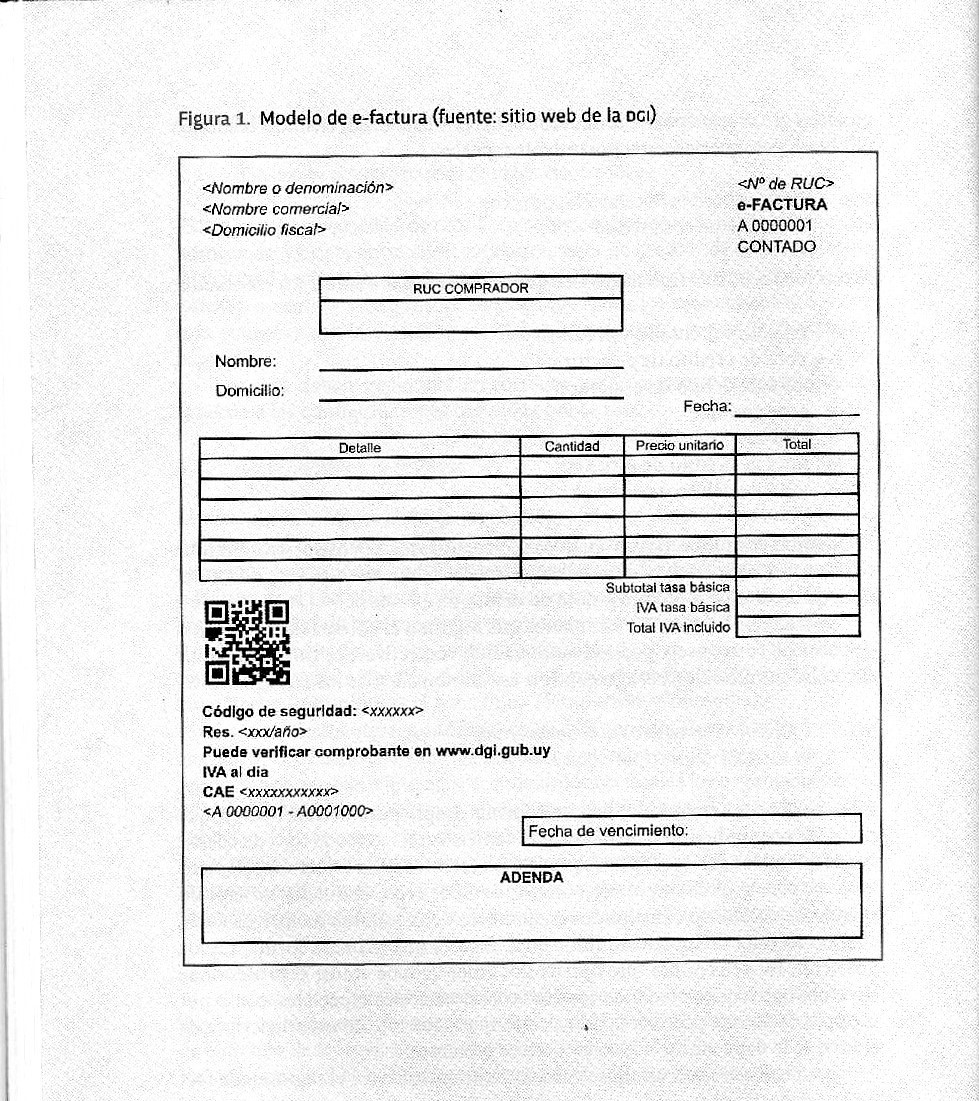 Figura 1. Modelo de e-factura (fuente: sitio web de la DGI)
<Nombre o denominación>
<Nombre comercial>
<Domicilio fiscal>
<Nº de RUC>
e-FACTURA
A 0000001
CONTADO
RUC COMPRADOR
Nombre:
Domicilio:
Fecha:
Detalle Cantidad Precio unitario Total
Subtotal tasa básica
IVA tasa básica
Total IVA incluido
Código de seguridad: <xxxxxx>
Res. <xxx/año>
Puede verificar comprobante en www.dgi.gub.uy
IVA al dia
CAE <xxxxxxxxxxx>
<A 0000001 - A0001000>
Fecha de vencimiento:
ADENDA